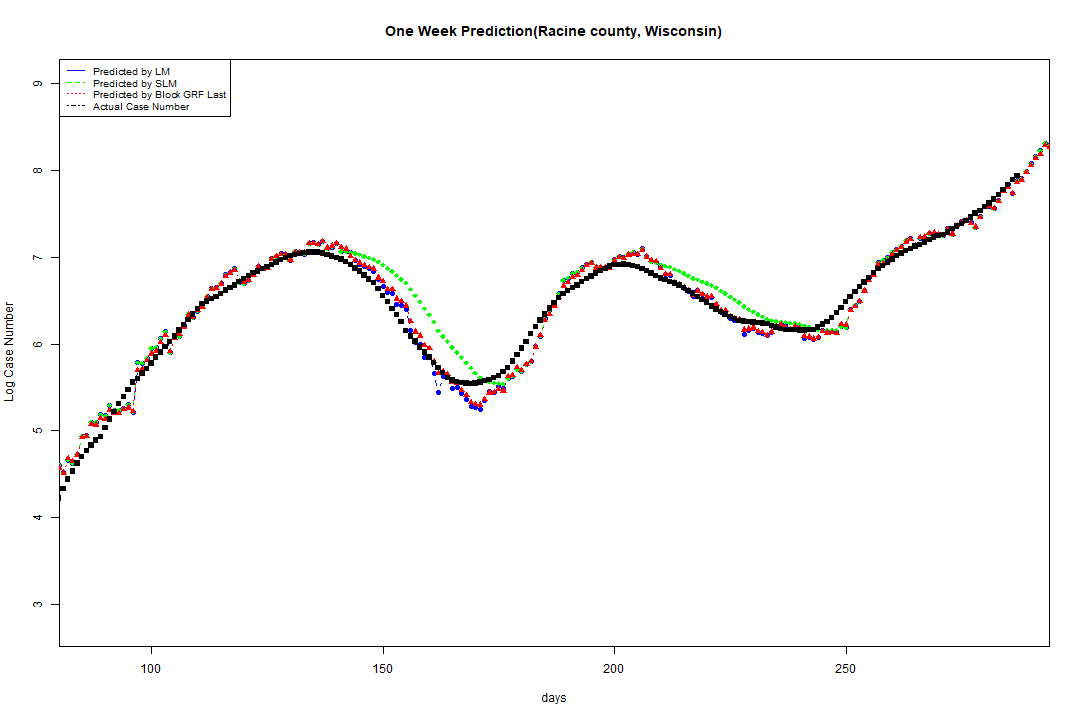 One Week Prediction(Racine county, Wisconsin)
Predicted by LM
Predicted by SLM
Predicted by Block GRF Last
Actual Case Number
9
8
7
6
5
4
3
Log Case Number
100 150 200 250
days